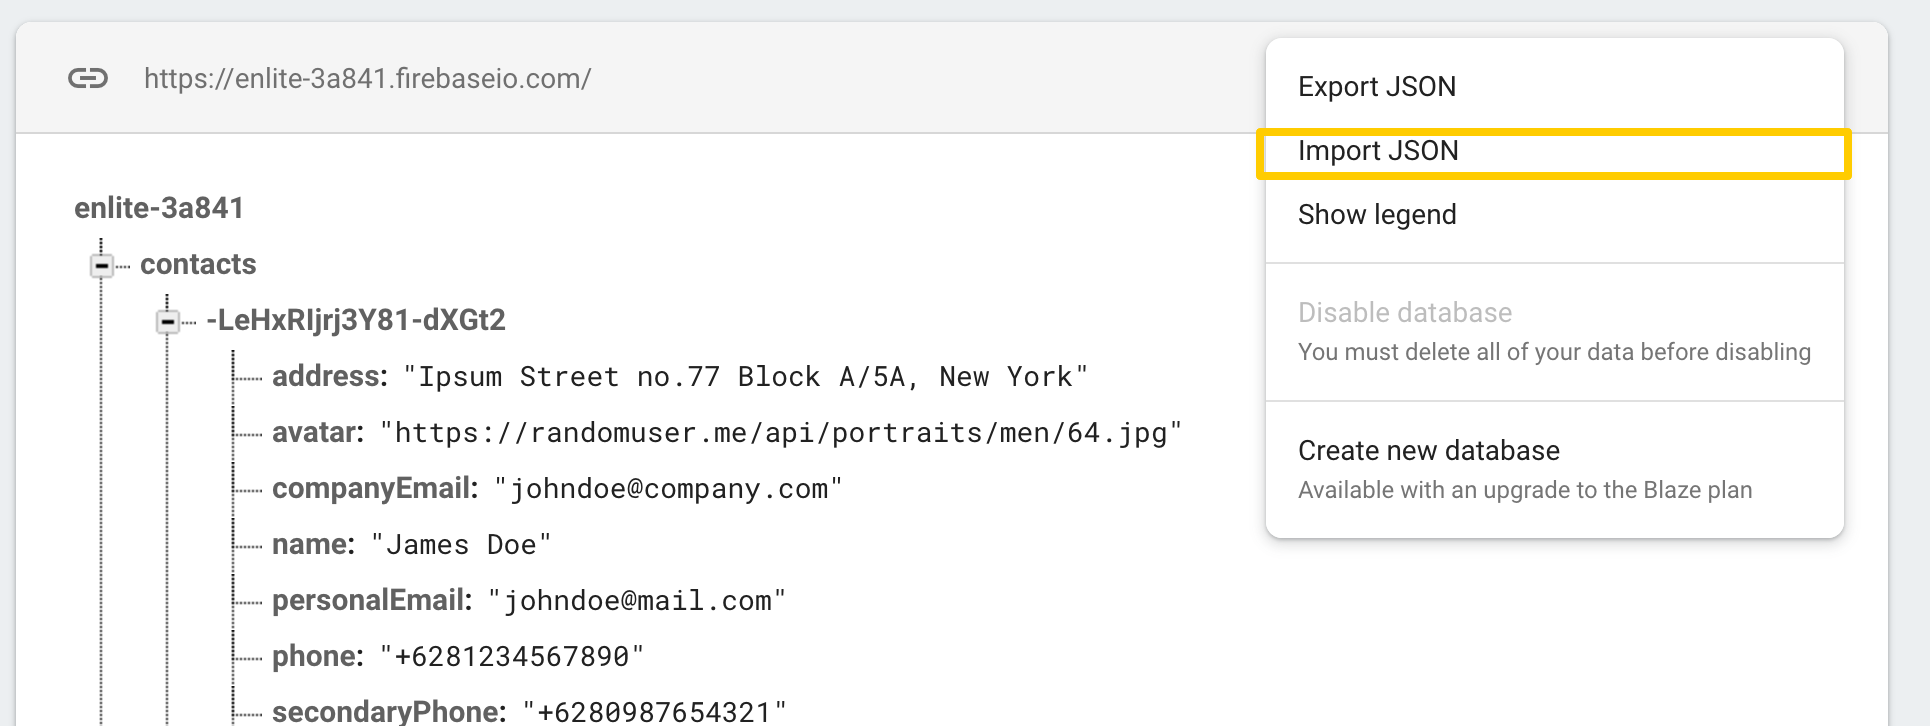 https://enlite-3a841.firebaseio.com/
Export JSON
Import JSON
Show legend
Disable database
You must delete all of your data before disabling
Create new database
Available with an upgrade to the Blaze plan
enlite-3a841
contacts
-LeHxRIjrj3Y81-dXGt2
address: "Ipsum Street no.77 Block A/5A, New York"
avatar: "https://randomuser.me/api/portraits/men/64.jpg"
companyEmail: "johndoe@company.com"
name: "James Doe"
personalEmail: "johndoe@mail.com"
phone: "+6281234567890"
secondaryPhone: "+6280987654321"